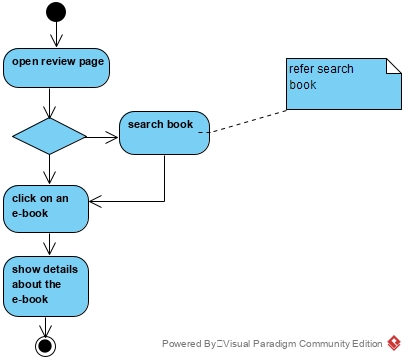 open review page
refer search
book
search book
click on an
e-book
show details
about the
e-book
Powered By Visual Paradigm Community Edition